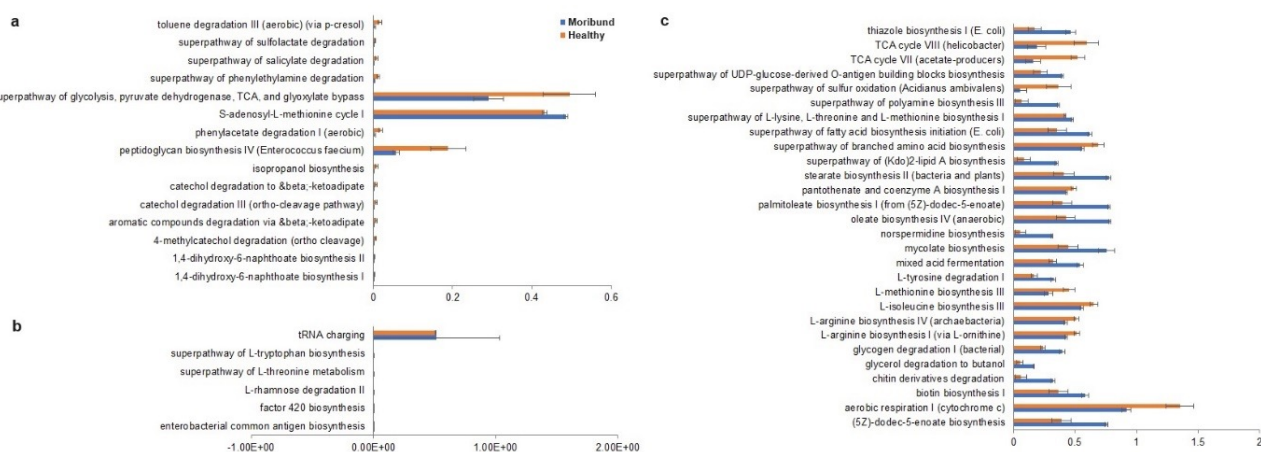 a
Moribund
Healthy
toluene degradation III (aerobic) (via p-cresol)
superpathway of sulfolactate degradation
superpathway of salicylate degradation
superpathway of phenylethylamine degradation
superpathway of glycolysis, pyruvate dehydrogenase, TCA, and glyoxylate bypass
S-adenosyl-L-methionine cycle I
phenylacetate degradation I (aerobic)
peptidoglycan biosynthesis IV (Enterococcus faecium)
isopropanol biosynthesis
catechol degradation to &beta;-ketoadipate
catechol degradation III (ortho-cleavage pathway)
aromatic compounds degradation via &beta;-ketoadipate
4-methylcatechol degradation (ortho cleavage)
1,4-dihydroxy-6-naphthoate biosynthesis II
1,4-dihydroxy-6-naphthoate biosynthesis I
0 0.2 0.4 0.6
b
tRNA charging
superpathway of L-tryptophan biosynthesis
superpathway of L-threonine metabolism
L-rhamnose degradation II
factor 420 biosynthesis
enterobacterial common antigen biosynthesis
-1.00E+00 0.00E+00 1.00E+00 2.00E+00
c
thiazole biosynthesis I (E. coli)
TCA cycle VIII (helicobacter)
TCA cycle VII (acetate-producers)
superpathway of UDP-glucose-derived O-antigen building blocks biosynthesis
superpathway of sulfur oxidation (Acidianus ambivalens)
superpathway of polyamine biosynthesis III
superpathway of L-lysine, L-threonine and L-methionine biosynthesis I
superpathway of fatty acid biosynthesis initiation (E. coli)
superpathway of branched amino acid biosynthesis
superpathway of (Kdo)2-lipid A biosynthesis
stearate biosynthesis II (bacteria and plants)
pantothenate and coenzyme A biosynthesis I
palmitoleate biosynthesis I (from (5Z)-dodec-5-enoate)
oleate biosynthesis IV (anaerobic)
norspermidine biosynthesis
mycolate biosynthesis
mixed acid fermentation
L-tyrosine degradation I
L-methionine biosynthesis III
L-isoleucine biosynthesis III
L-arginine biosynthesis IV (archaebacteria)
L-arginine biosynthesis I (via L-ornithine)
glycogen degradation I (bacterial)
glycerol degradation to butanol
chitin derivatives degradation
biotin biosynthesis I
aerobic respiration I (cytochrome c)
(5Z)-dodec-5-enoate biosynthesis
0 0.5 1 1.5 2